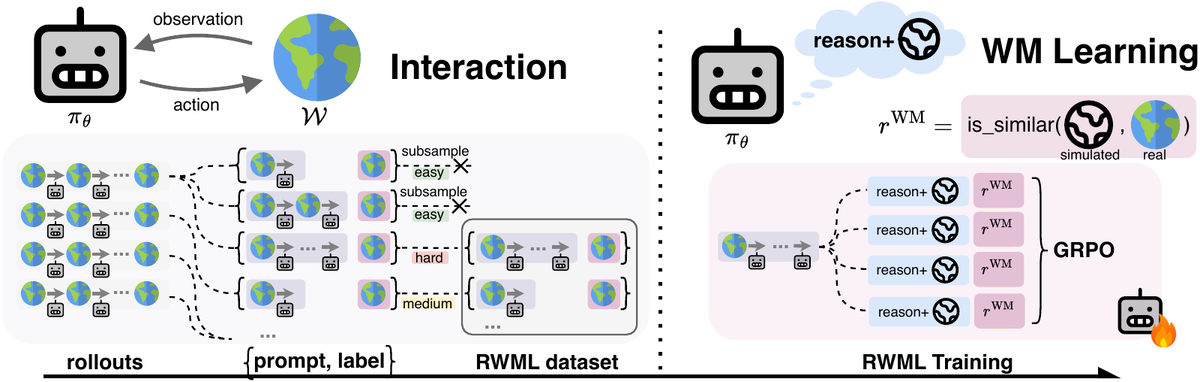 observation
action
π_θ
𝒲
Interaction
subsample
easy
subsample
easy
hard
medium
...
...
rollouts
{prompt, label}
RWML dataset
reason+
WM Learning
π_θ
r^WM = is_similar( , )
simulated
real
reason+ r^WM
reason+ r^WM
reason+ r^WM
reason+ r^WM
GRPO
RWML Training